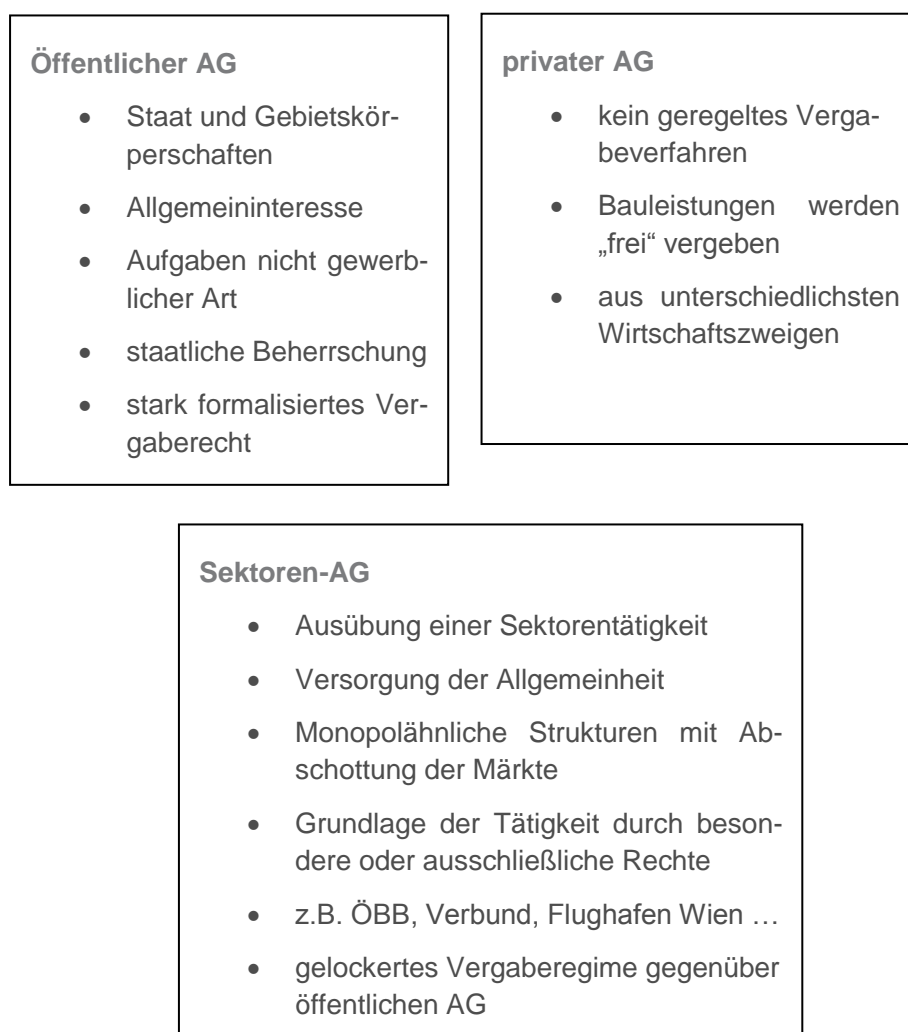 Öffentlicher AG
• Staat und Gebietskör-
perschaften
• Allgemeininteresse
• Aufgaben nicht gewerb-
licher Art
• staatliche Beherrschung
• stark formalisiertes Ver-
gaberecht
privater AG
• kein geregeltes Verga-
beverfahren
• Bauleistungen werden
„frei“ vergeben
• aus unterschiedlichsten
Wirtschaftszweigen
Sektoren-AG
• Ausübung einer Sektorentätigkeit
• Versorgung der Allgemeinheit
• Monopolähnliche Strukturen mit Ab-
schottung der Märkte
• Grundlage der Tätigkeit durch beson-
dere oder ausschließliche Rechte
• z.B. ÖBB, Verbund, Flughafen Wien …
• gelockertes Vergaberegime gegenüber
öffentlichen AG